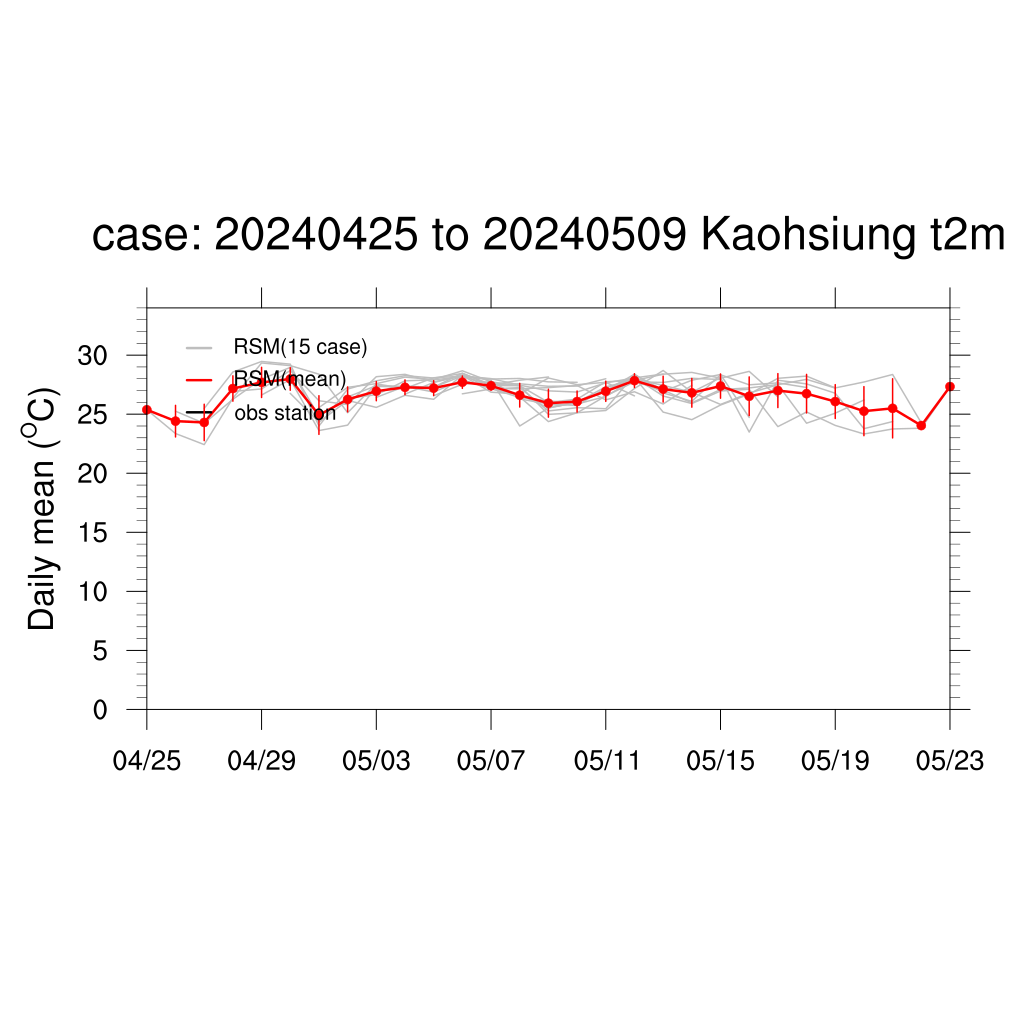 case: 20240425 to 20240509 Kaohsiung t2m
Daily mean (°C)
30
25
20
15
10
5
0
RSM(15 case)
RSM(mean)
obs station
04/25 04/29 05/03 05/07 05/11 05/15 05/19 05/23